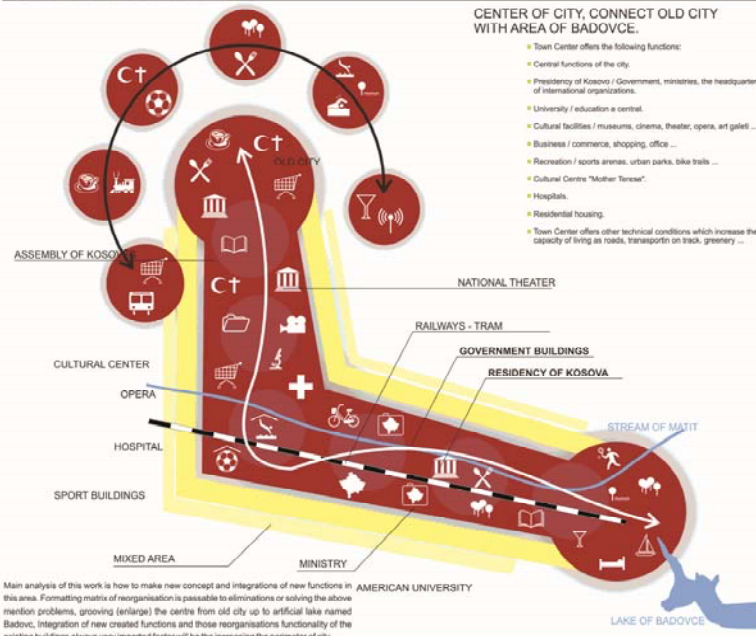 CENTER OF CITY, CONNECT OLD CITY
WITH AREA OF BADOVCE.
Town Center offers the following functions:
Central functions of the city.
Presidency of Kosovo / Government, ministries, the headquarter
of international organizations.
University / education a central.
Cultural facilities / museums, cinema, theater, opera, art galeti ...
Business / commerce, shopping, office ...
Recreation / sports arenas, urban parks, bike trails ...
Cultural Centre "Mother Terese".
Hospitals.
Residential housing.
Town Center offers other technical conditions which increase the
capacity of living as roads, transportin on track, greenery ...
OLD CITY
ASSEMBLY OF KOSOV
NATIONAL THEATER
RAILWAYS - TRAM
GOVERNMENT BUILDINGS
CULTURAL CENTER
RESIDENCY OF KOSOVA
OPERA
STREAM OF MATIT
HOSPITAL
SPORT BUILDINGS
MIXED AREA
MINISTRY
AMERICAN UNIVERSITY
LAKE OF BADOVCE
Main analysis of this work is how to make new concept and integrations of new functions in
this area. Formatting matrix of reorganisation is passable to eliminations or solving the above
mention problems, grooving (enlarge) the centre from old city up to artificial lake named
Badovc, Integration of new created functions and those reorganisations functionality of the